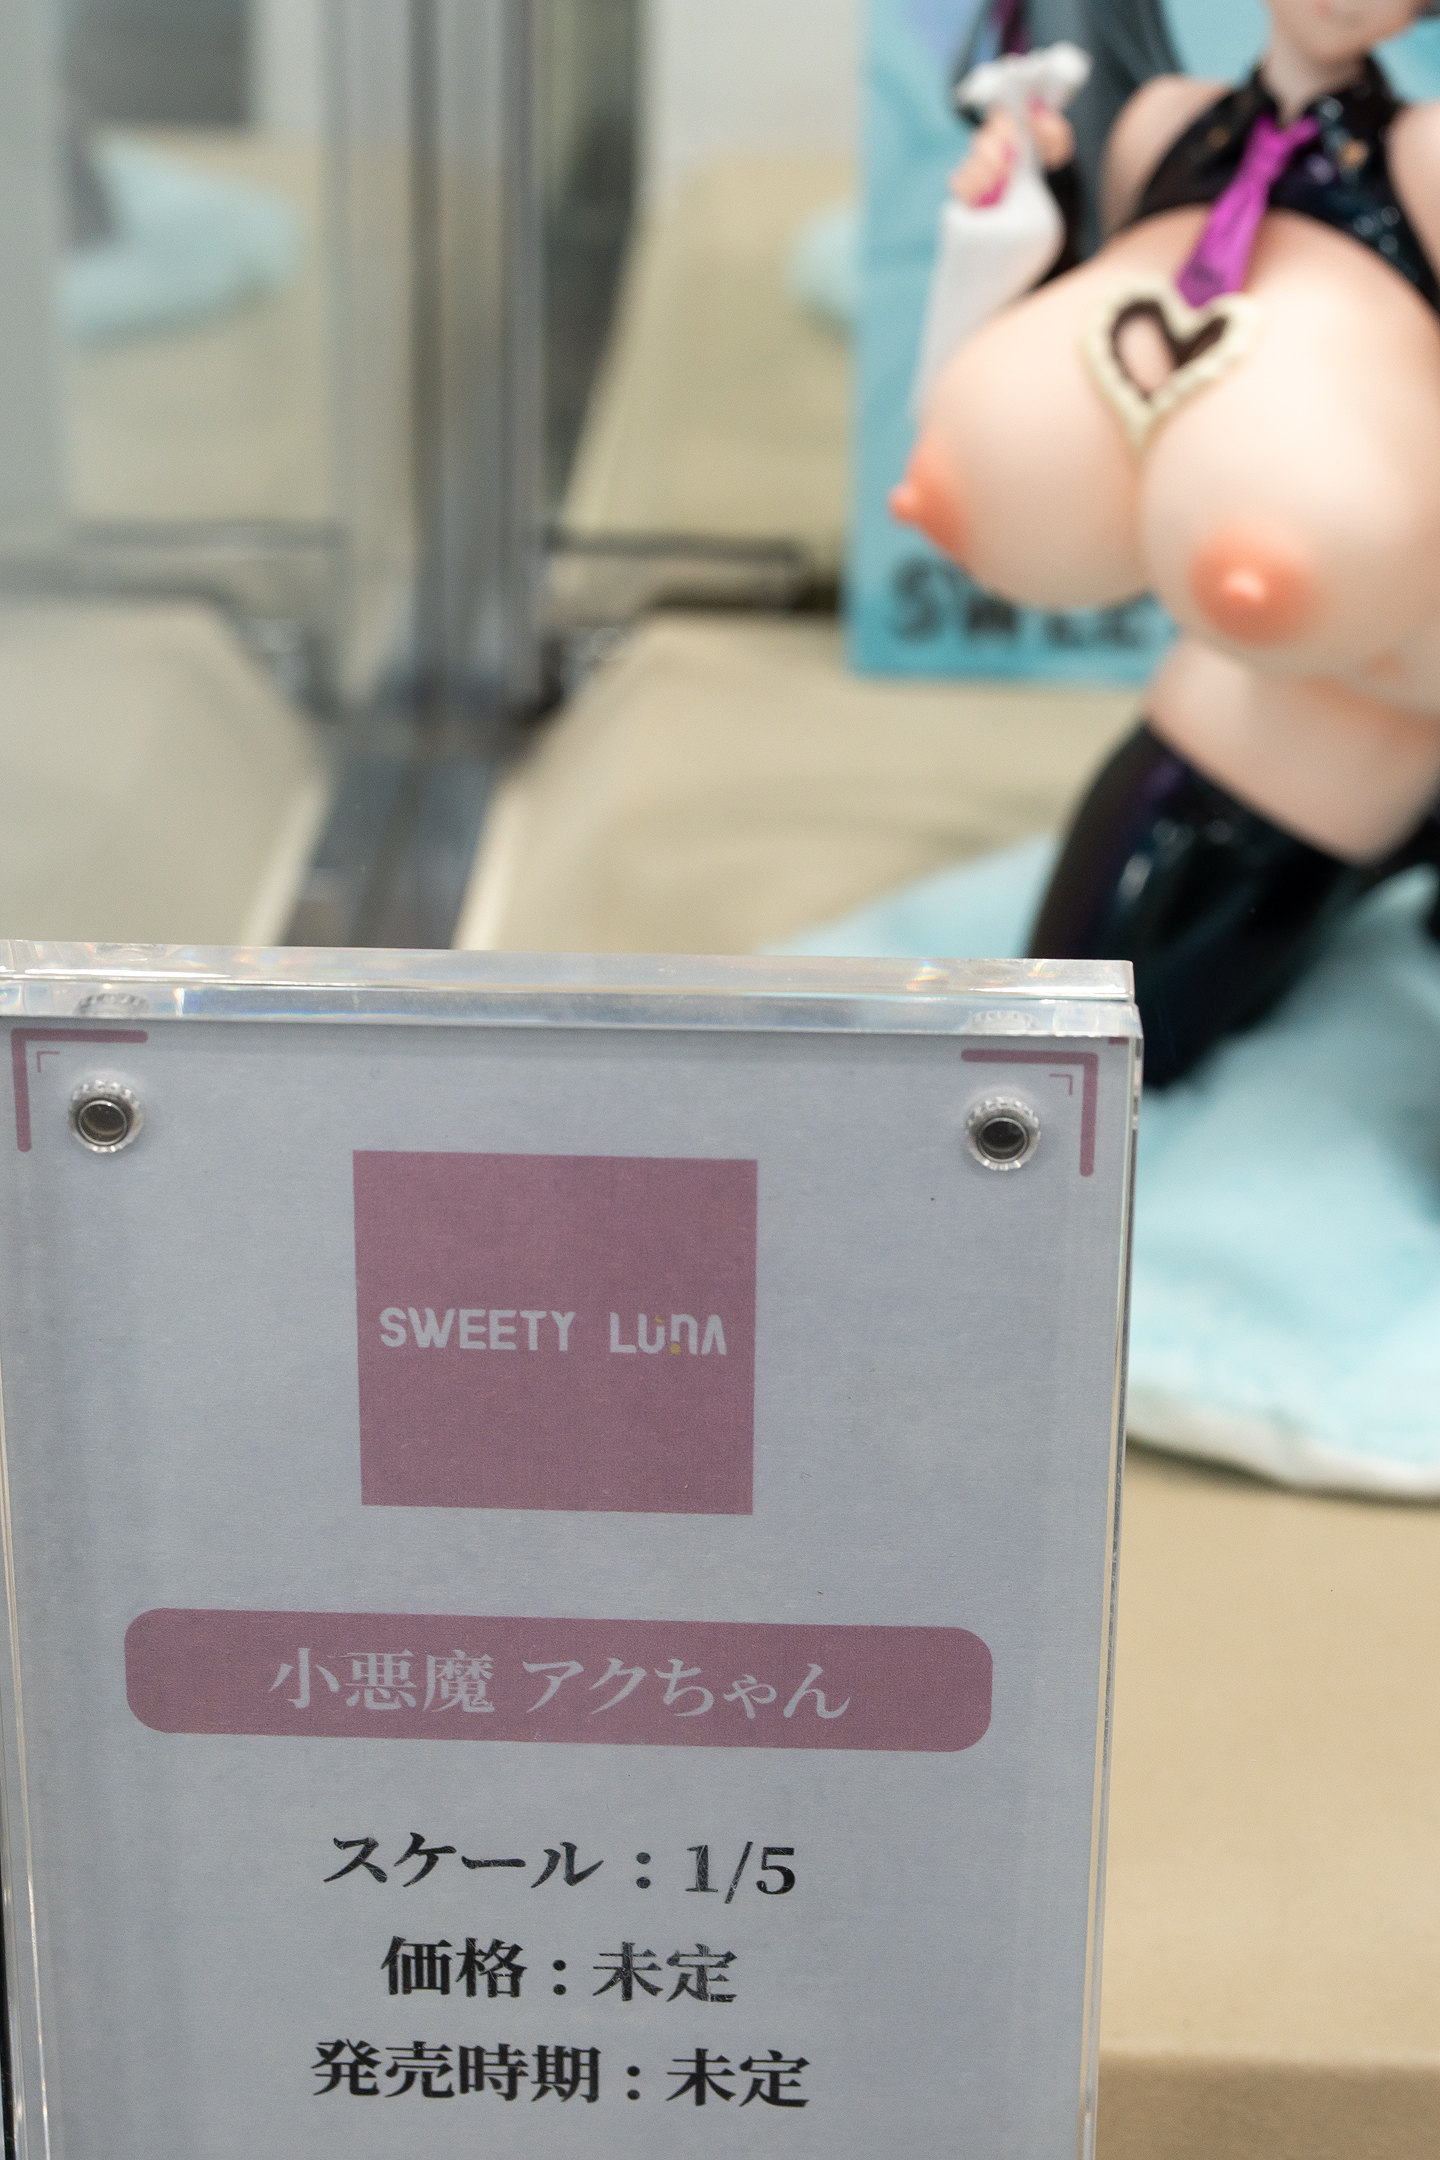 SWEETY LUNA
小悪魔 アクちゃん
スケール：1/5
価格：未定
発売時期：未定